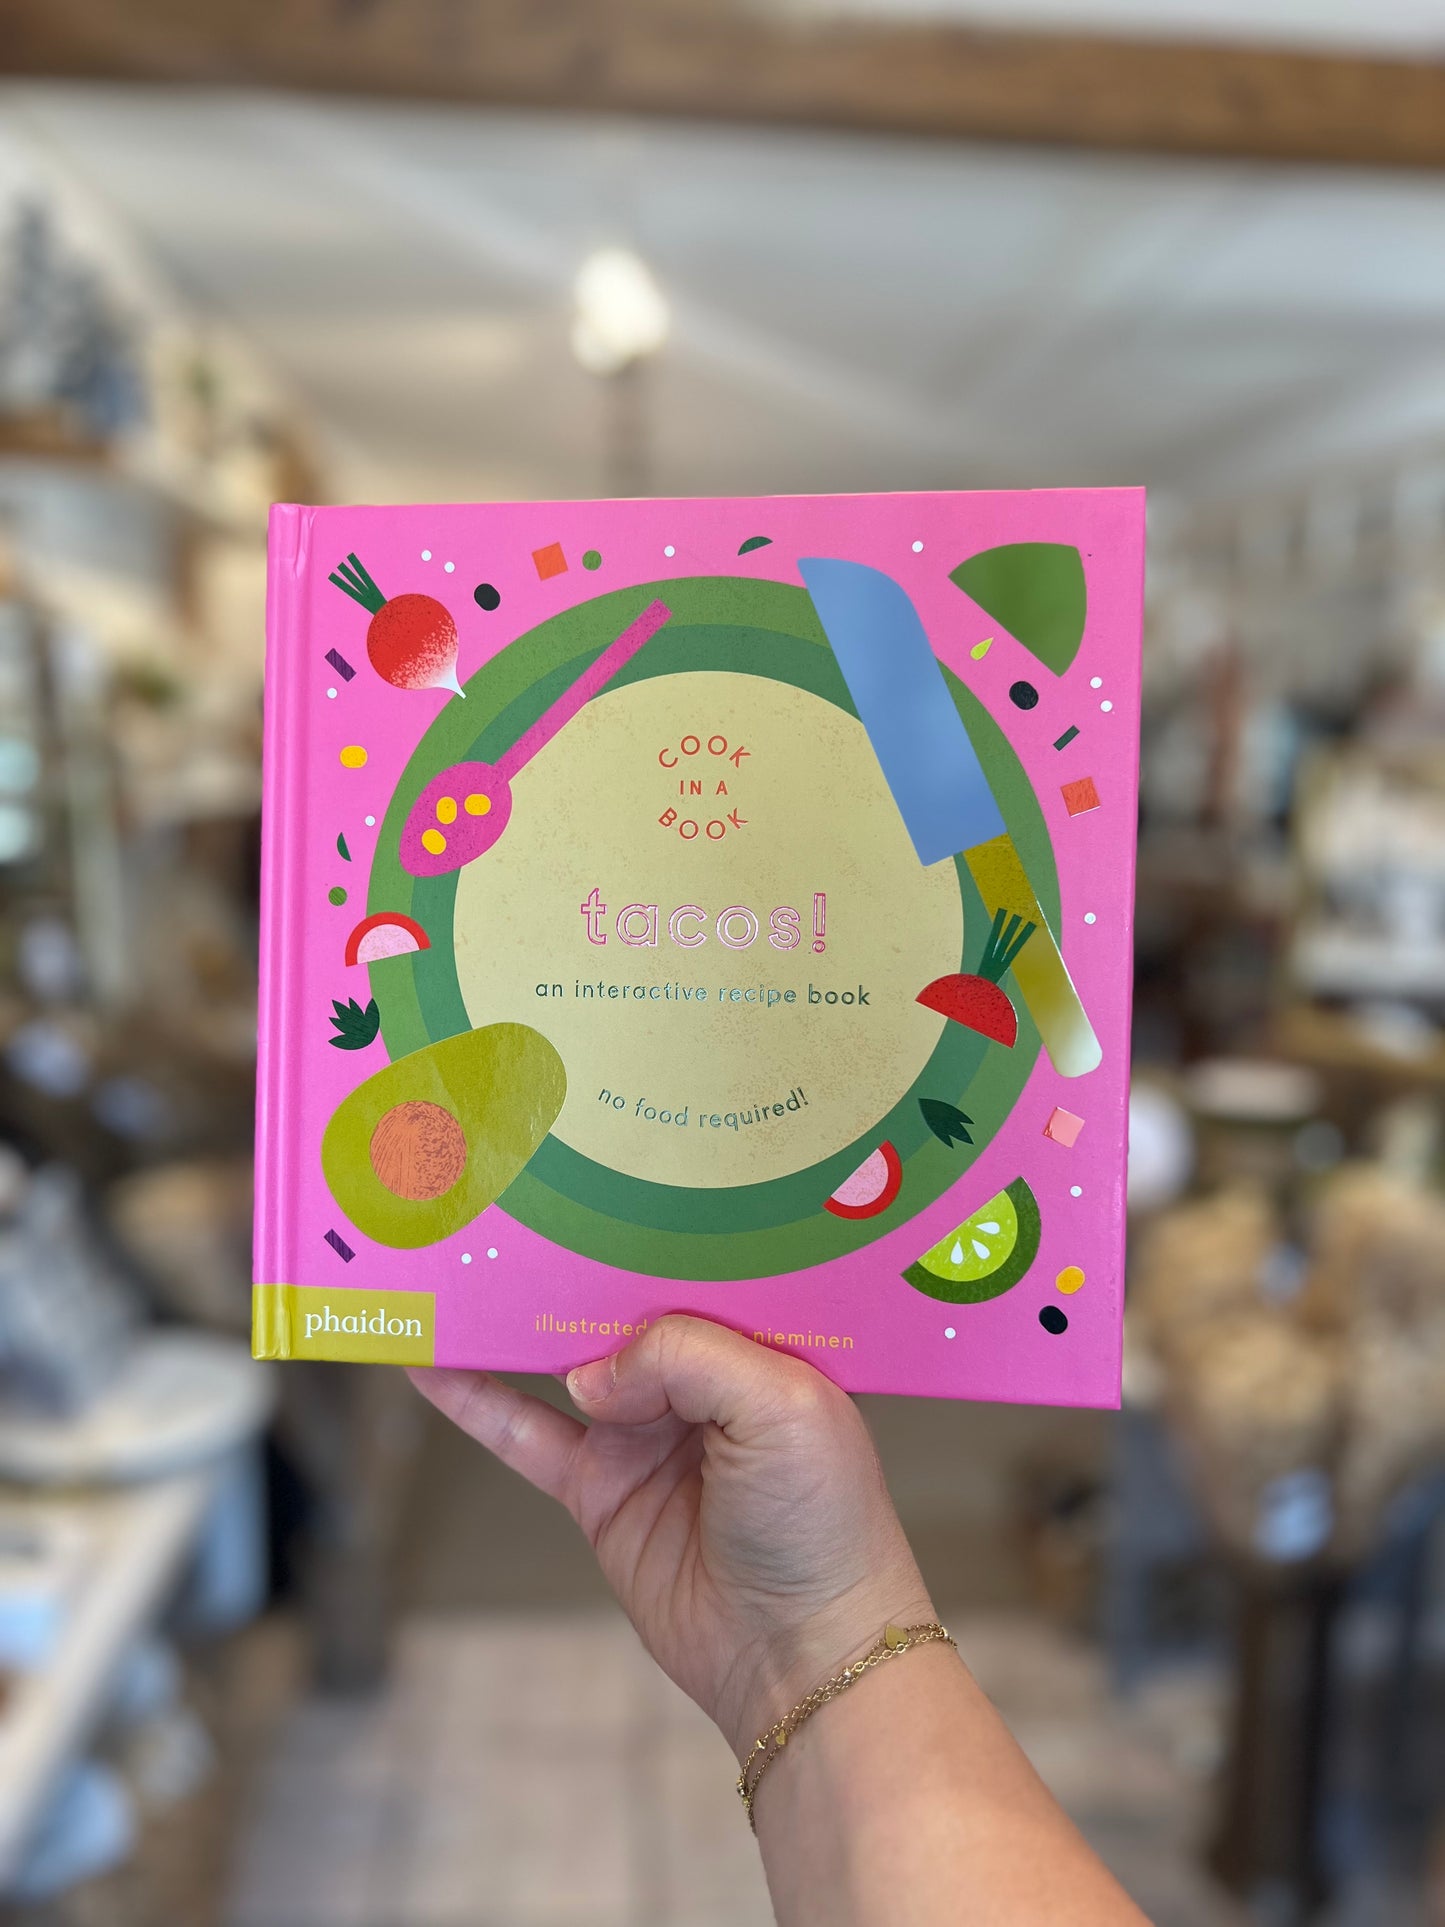 COOK
IN A
BOOK
tacos!
an interactive recipe book
no food required!
phaidon
illustrated nieminen